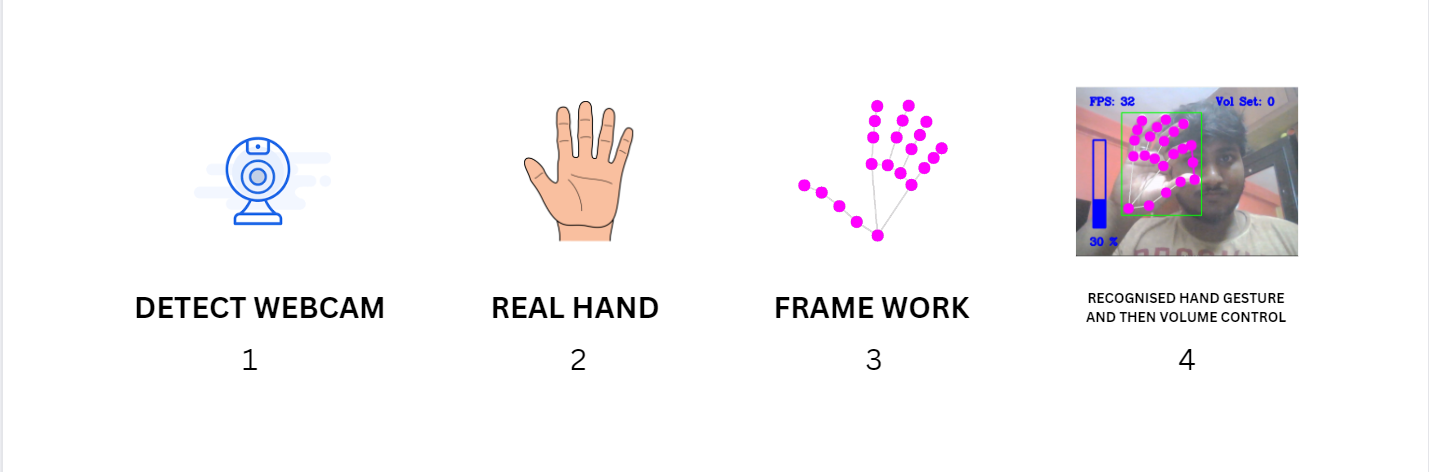 FPS: 32
Vol Set: 0
30 %
DETECT WEBCAM
REAL HAND
FRAME WORK
RECOGNISED HAND GESTURE
AND THEN VOLUME CONTROL
1
2
3
4